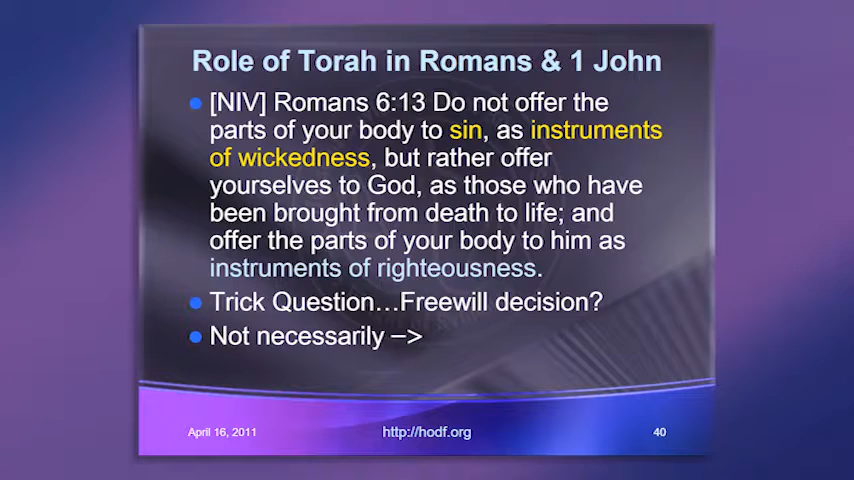 Role of Torah in Romans & 1 John
[NIV] Romans 6:13 Do not offer the
parts of your body to sin, as instruments
of wickedness, but rather offer
yourselves to God, as those who have
been brought from death to life; and
offer the parts of your body to him as
instruments of righteousness.
Trick Question…Freewill decision?
Not necessarily –>
April 16, 2011
http://hodf.org
40